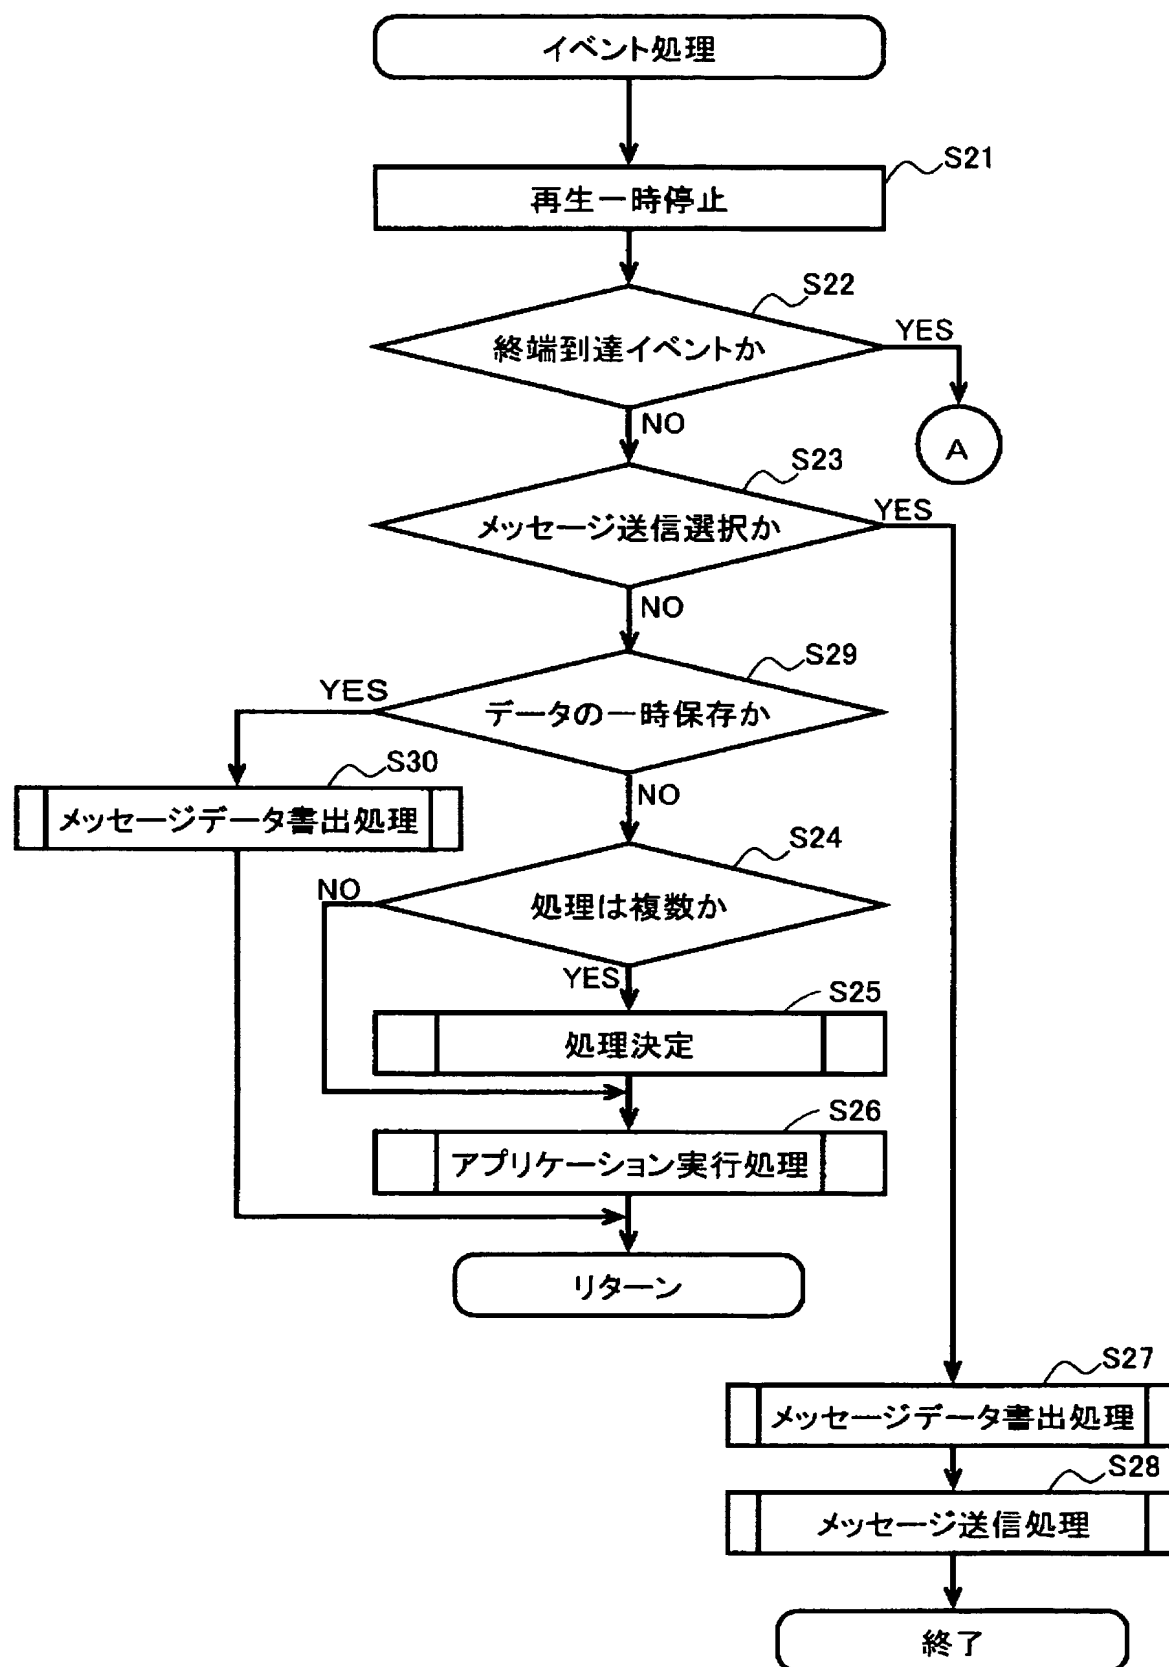 イベント処理
S21
再生一時停止
S22
終端到達イベントか
YES
NO
A
S23
メッセージ送信選択か
YES
NO
S29
YES
データの一時保存か
S30
NO
メッセージデータ書出処理
S24
NO
処理は複数か
YES
S25
処理決定
S26
アプリケーション実行処理
リターン
S27
メッセージデータ書出処理
S28
メッセージ送信処理
終了